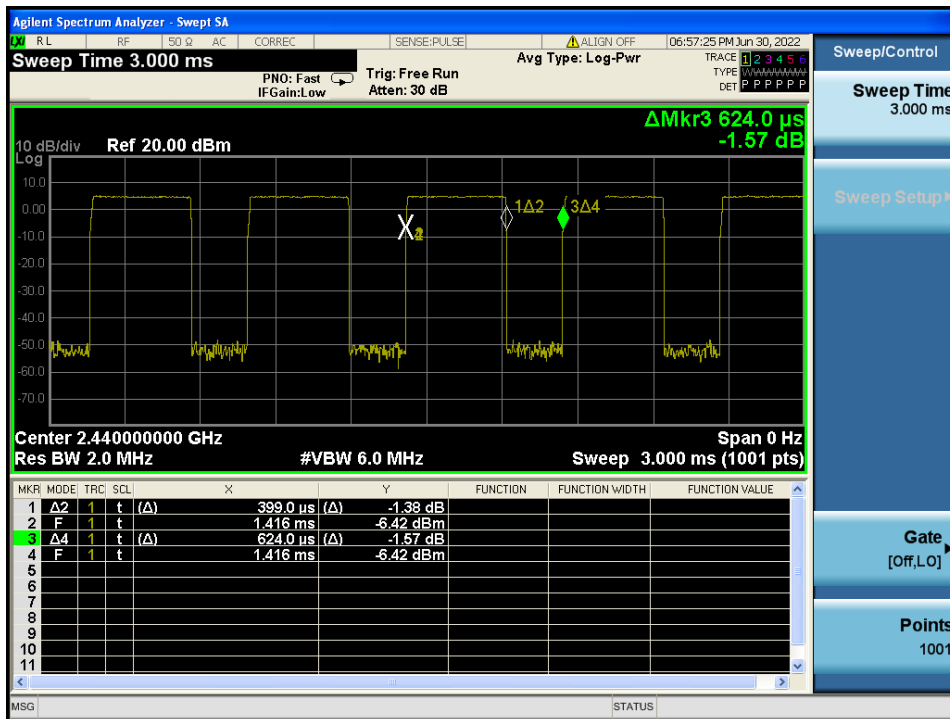 Agilent Spectrum Analyzer - Swept SA
LXI RL RF 50 Ω AC CORREC SENSE:PULSE ALIGN OFF 06:57:25 PM Jun 30, 2022
Sweep Time 3.000 ms
PNO: Fast
IFGain:Low
Trig: Free Run
Atten: 30 dB
Avg Type: Log-Pwr
TRACE 1 2 3 4 5 6
TYPE
DET P P P P P P
ΔMkr3 624.0 µs
-1.57 dB
10 dB/div Ref 20.00 dBm
Log
10.0
0.00
-10.0
-20.0
-30.0
-40.0
-50.0
-60.0
-70.0
1Δ2
3Δ4
X
Center 2.440000000 GHz Span 0 Hz
Res BW 2.0 MHz #VBW 6.0 MHz Sweep 3.000 ms (1001 pts)
MKR MODE TRC SCL X Y FUNCTION FUNCTION WIDTH FUNCTION VALUE
1 Δ2 1 t (Δ) 399.0 µs (Δ) -1.38 dB
2 F 1 t 1.416 ms -6.42 dBm
3 Δ4 1 t (Δ) 624.0 µs (Δ) -1.57 dB
4 F 1 t 1.416 ms -6.42 dBm
5
6
7
8
9
10
11
MSG STATUS
Sweep/Control
Sweep Time
3.000 ms
Sweep Setup
Gate
[Off,LO]
Points
1001